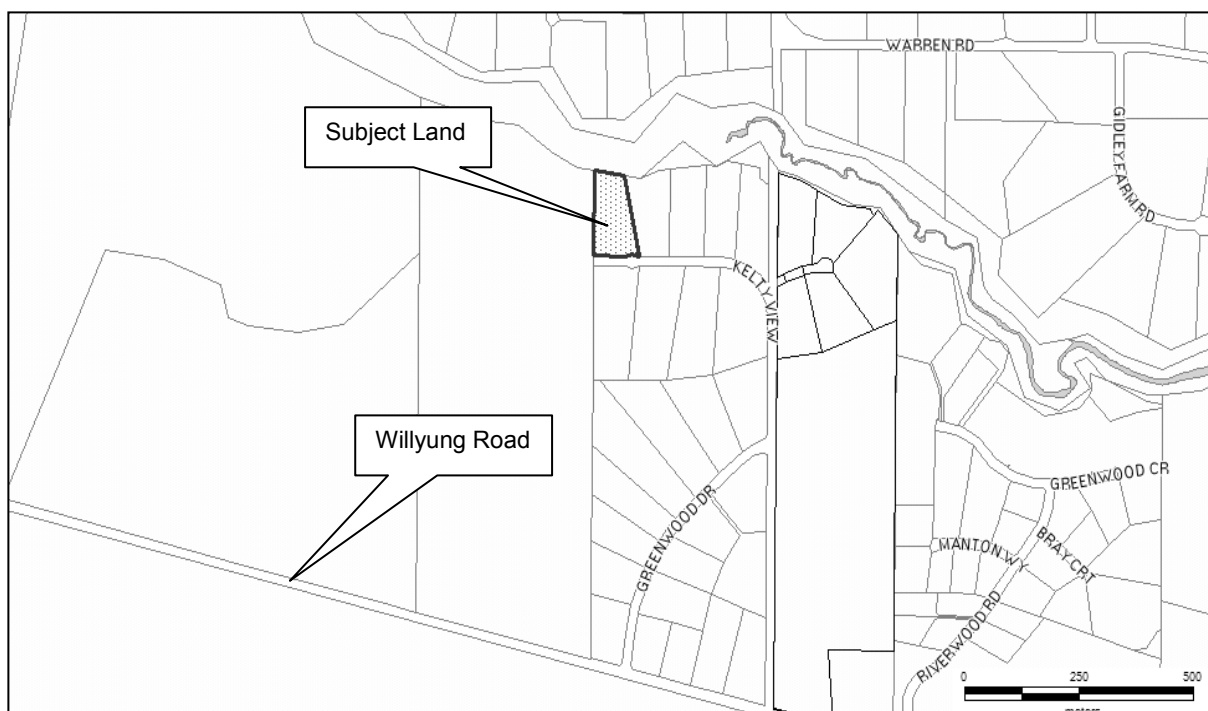 WARREN RD
Subject Land
GIDLEY FARM RD
KELTY VIEW
Willyung Road
GREENWOOD CR
GREENWOOD DR
MANTON WY
BRAY CRT
RIVERWOOD RD
0 250 500
meters